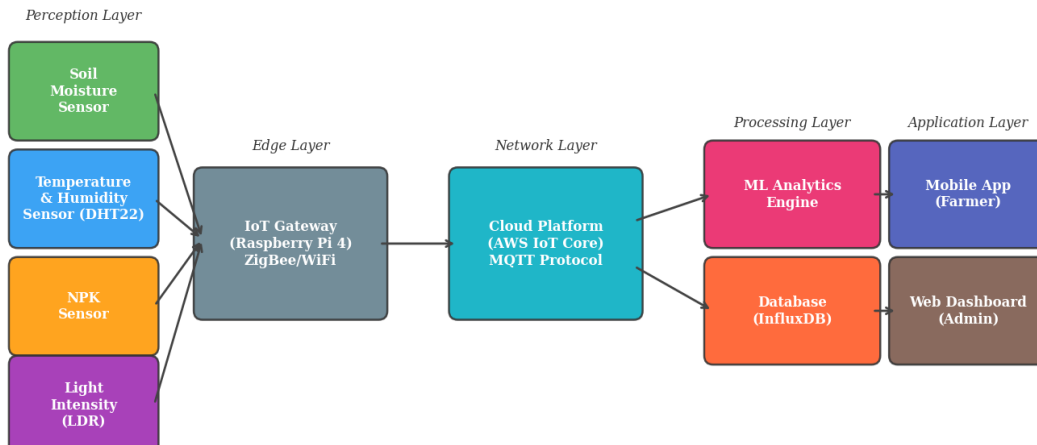 Perception Layer
Soil
Moisture
Sensor
Temperature
& Humidity
Sensor (DHT22)
NPK
Sensor
Light
Intensity
(LDR)
Edge Layer
IoT Gateway
(Raspberry Pi 4)
ZigBee/WiFi
Network Layer
Cloud Platform
(AWS IoT Core)
MQTT Protocol
Processing Layer
ML Analytics
Engine
Database
(InfluxDB)
Application Layer
Mobile App
(Farmer)
Web Dashboard
(Admin)